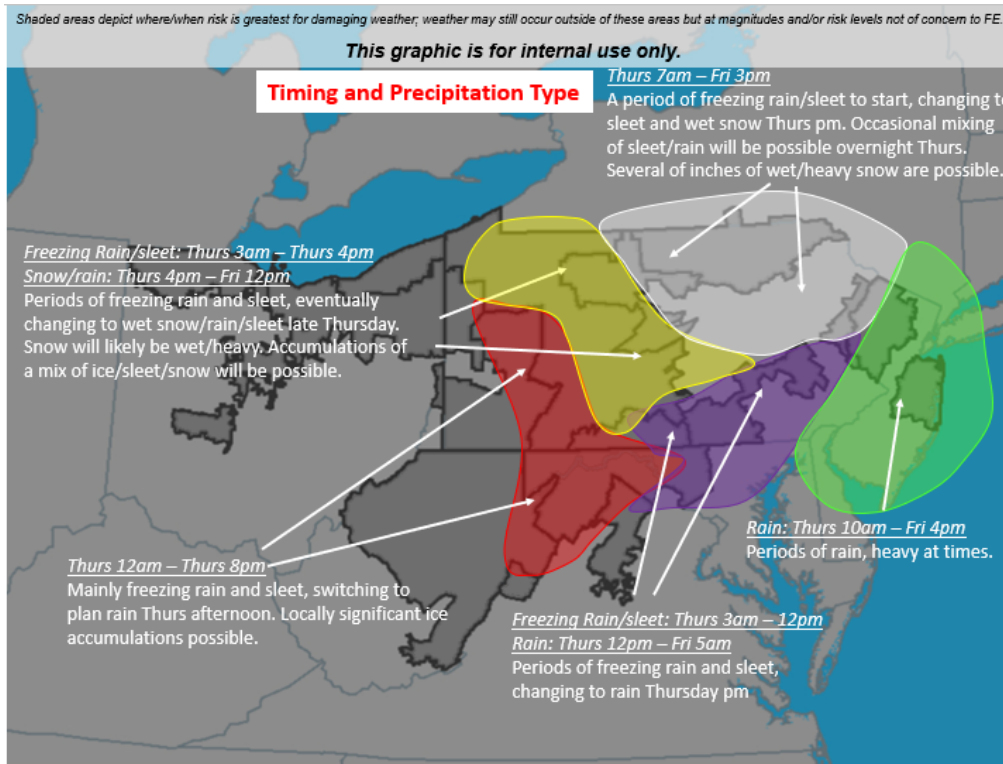 Shaded areas depict where/when risk is greatest for damaging weather; weather may still occur outside of these areas but at magnitudes and/or risk levels not of concern to FE.
This graphic is for internal use only.
Timing and Precipitation Type
Thurs 7am – Fri 3pm
A period of freezing rain/sleet to start, changing to
sleet and wet snow Thurs pm. Occasional mixing
of sleet/rain will be possible overnight Thurs.
Several of inches of wet/heavy snow are possible.
Freezing Rain/sleet: Thurs 3am – Thurs 4pm
Snow/rain: Thurs 4pm – Fri 12pm
Periods of freezing rain and sleet, eventually
changing to wet snow/rain/sleet late Thursday.
Snow will likely be wet/heavy. Accumulations of
a mix of ice/sleet/snow will be possible.
Rain: Thurs 10am – Fri 4pm
Periods of rain, heavy at times.
Thurs 12am – Thurs 8pm
Mainly freezing rain and sleet, switching to
plan rain Thurs afternoon. Locally significant ice
accumulations possible.
Freezing Rain/sleet: Thurs 3am – 12pm
Rain: Thurs 12pm – Fri 5am
Periods of freezing rain and sleet,
changing to rain Thursday pm